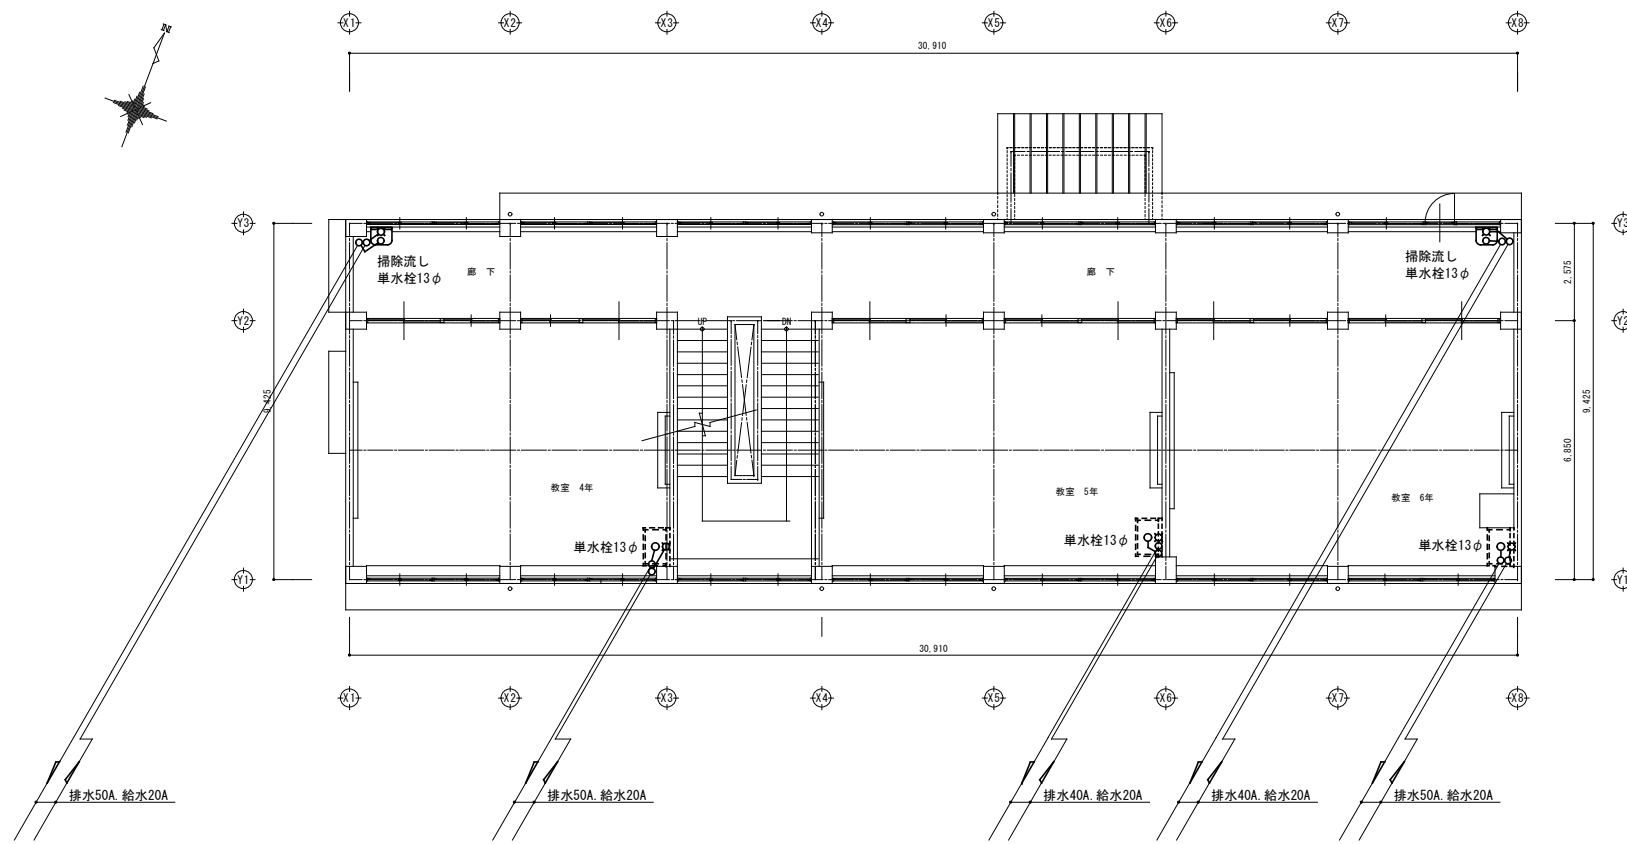 N
X1 X2 X3 X4 X5 X6 X7 X8
30,910
Y3
Y3
掃除流し
単水栓13φ
廊 下
廊 下
掃除流し
単水栓13φ
2.575
Y2
UP
DN
Y2
9.425
9.425
6.850
教室 4年
教室 5年
教室 6年
単水栓13φ
単水栓13φ
単水栓13φ
Y1
Y1
30,910
X1 X2 X3 X4 X5 X6 X7 X8
排水50A.給水20A
排水50A.給水20A
排水40A.給水20A
排水40A.給水20A
排水50A.給水20A